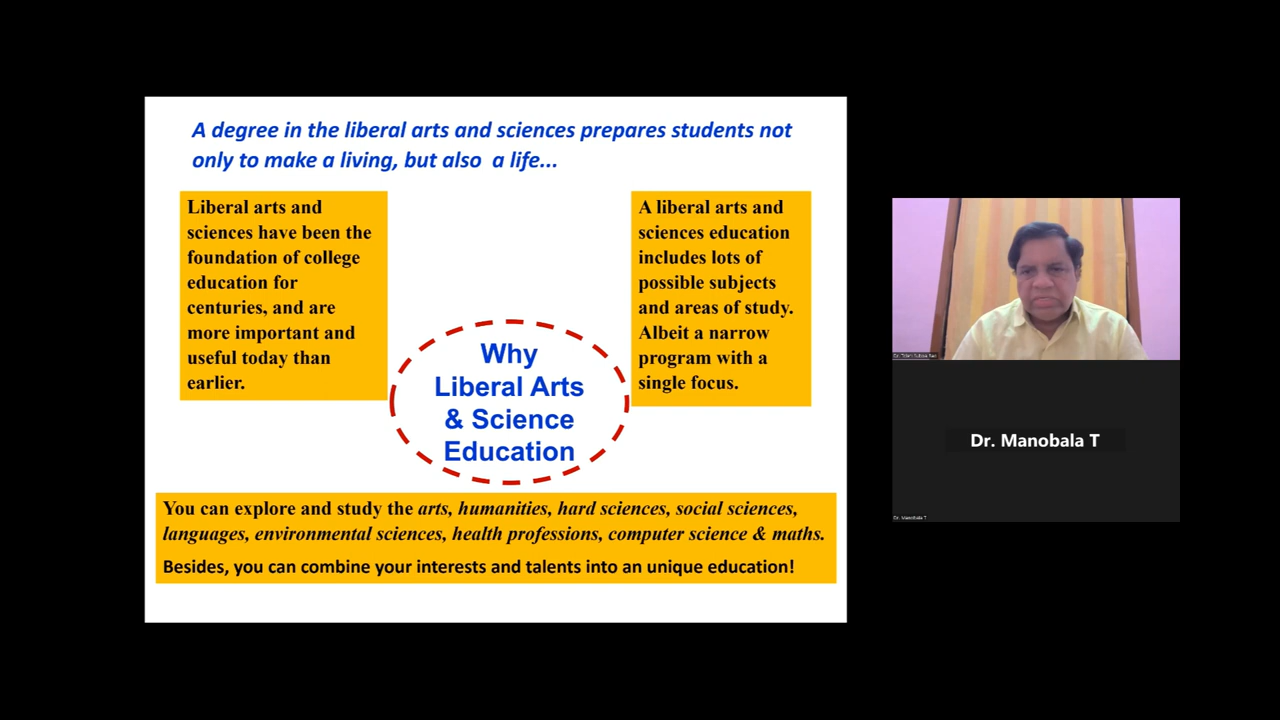 A degree in the liberal arts and sciences prepares students not
only to make a living, but also a life...
Liberal arts and
sciences have been the
foundation of college
education for
centuries, and are
more important and
useful today than
earlier.
A liberal arts and
sciences education
includes lots of
possible subjects
and areas of study.
Albeit a narrow
program with a
single focus.
Why
Liberal Arts
& Science
Education
You can explore and study the arts, humanities, hard sciences, social sciences,
languages, environmental sciences, health professions, computer science & maths.
Besides, you can combine your interests and talents into an unique education!
Dr. Manobala T
Dr. Manobala T